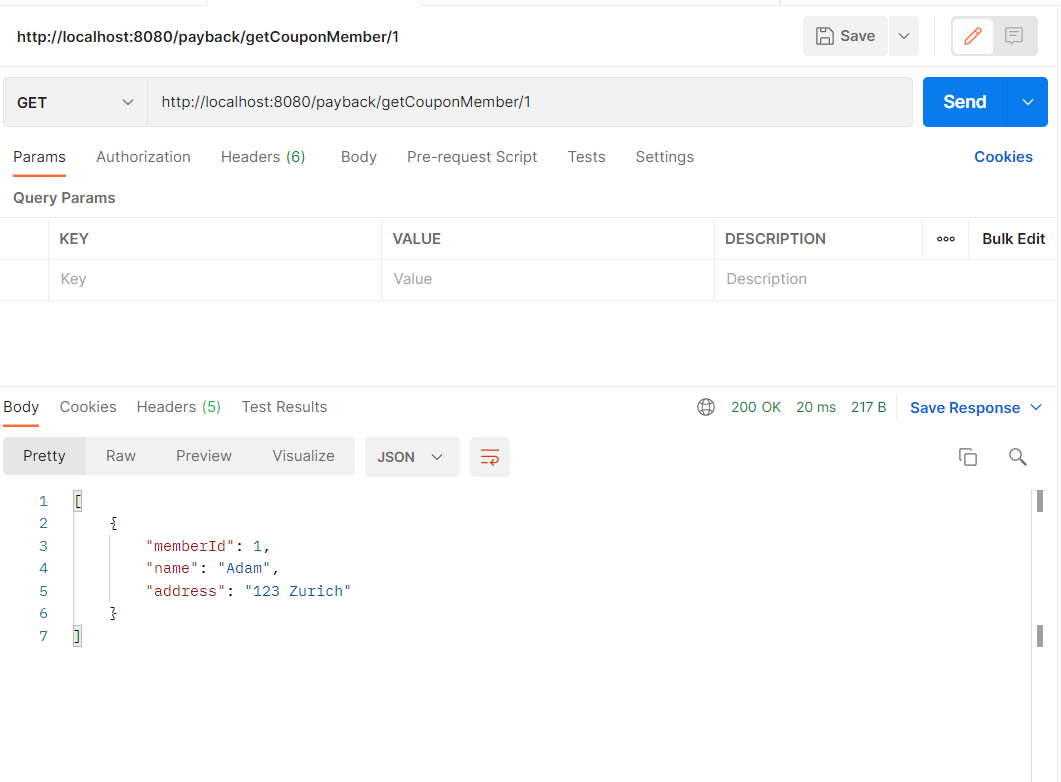 http://localhost:8080/payback/getCouponMember/1 Save
GET http://localhost:8080/payback/getCouponMember/1 Send
Params Authorization Headers (6) Body Pre-request Script Tests Settings Cookies
Query Params
KEY VALUE DESCRIPTION Bulk Edit
Key Value Description
Body Cookies Headers (5) Test Results 200 OK 20 ms 217 B Save Response
Pretty Raw Preview Visualize JSON
1 [
2 {
3 "memberId": 1,
4 "name": "Adam",
5 "address": "123 Zurich"
6 }
7 ]